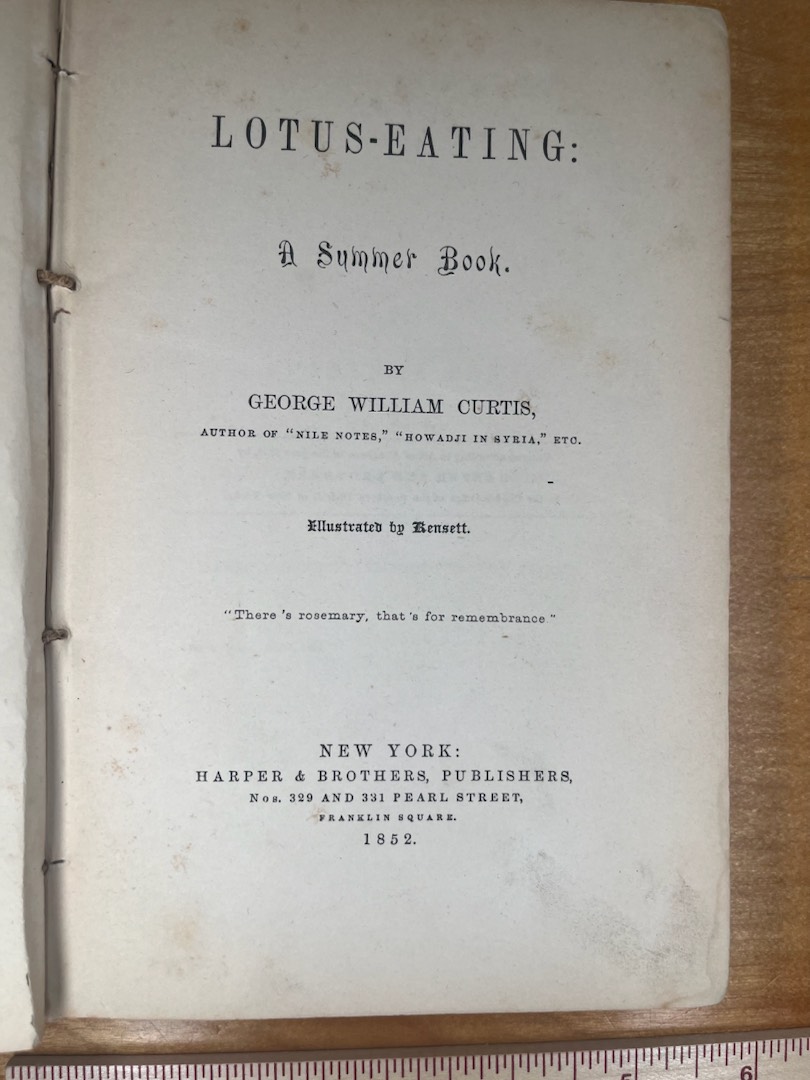 LOTUS-EATING:
A Summer Book.
BY
GEORGE WILLIAM CURTIS,
AUTHOR OF "NILE NOTES," "HOWADJI IN SYRIA," ETC.
Illustrated by Kensett.
"There 's rosemary, that 's for remembrance"
NEW YORK:
HARPER & BROTHERS, PUBLISHERS,
Nos. 329 AND 331 PEARL STREET,
FRANKLIN SQUARE.
1852.
5 6